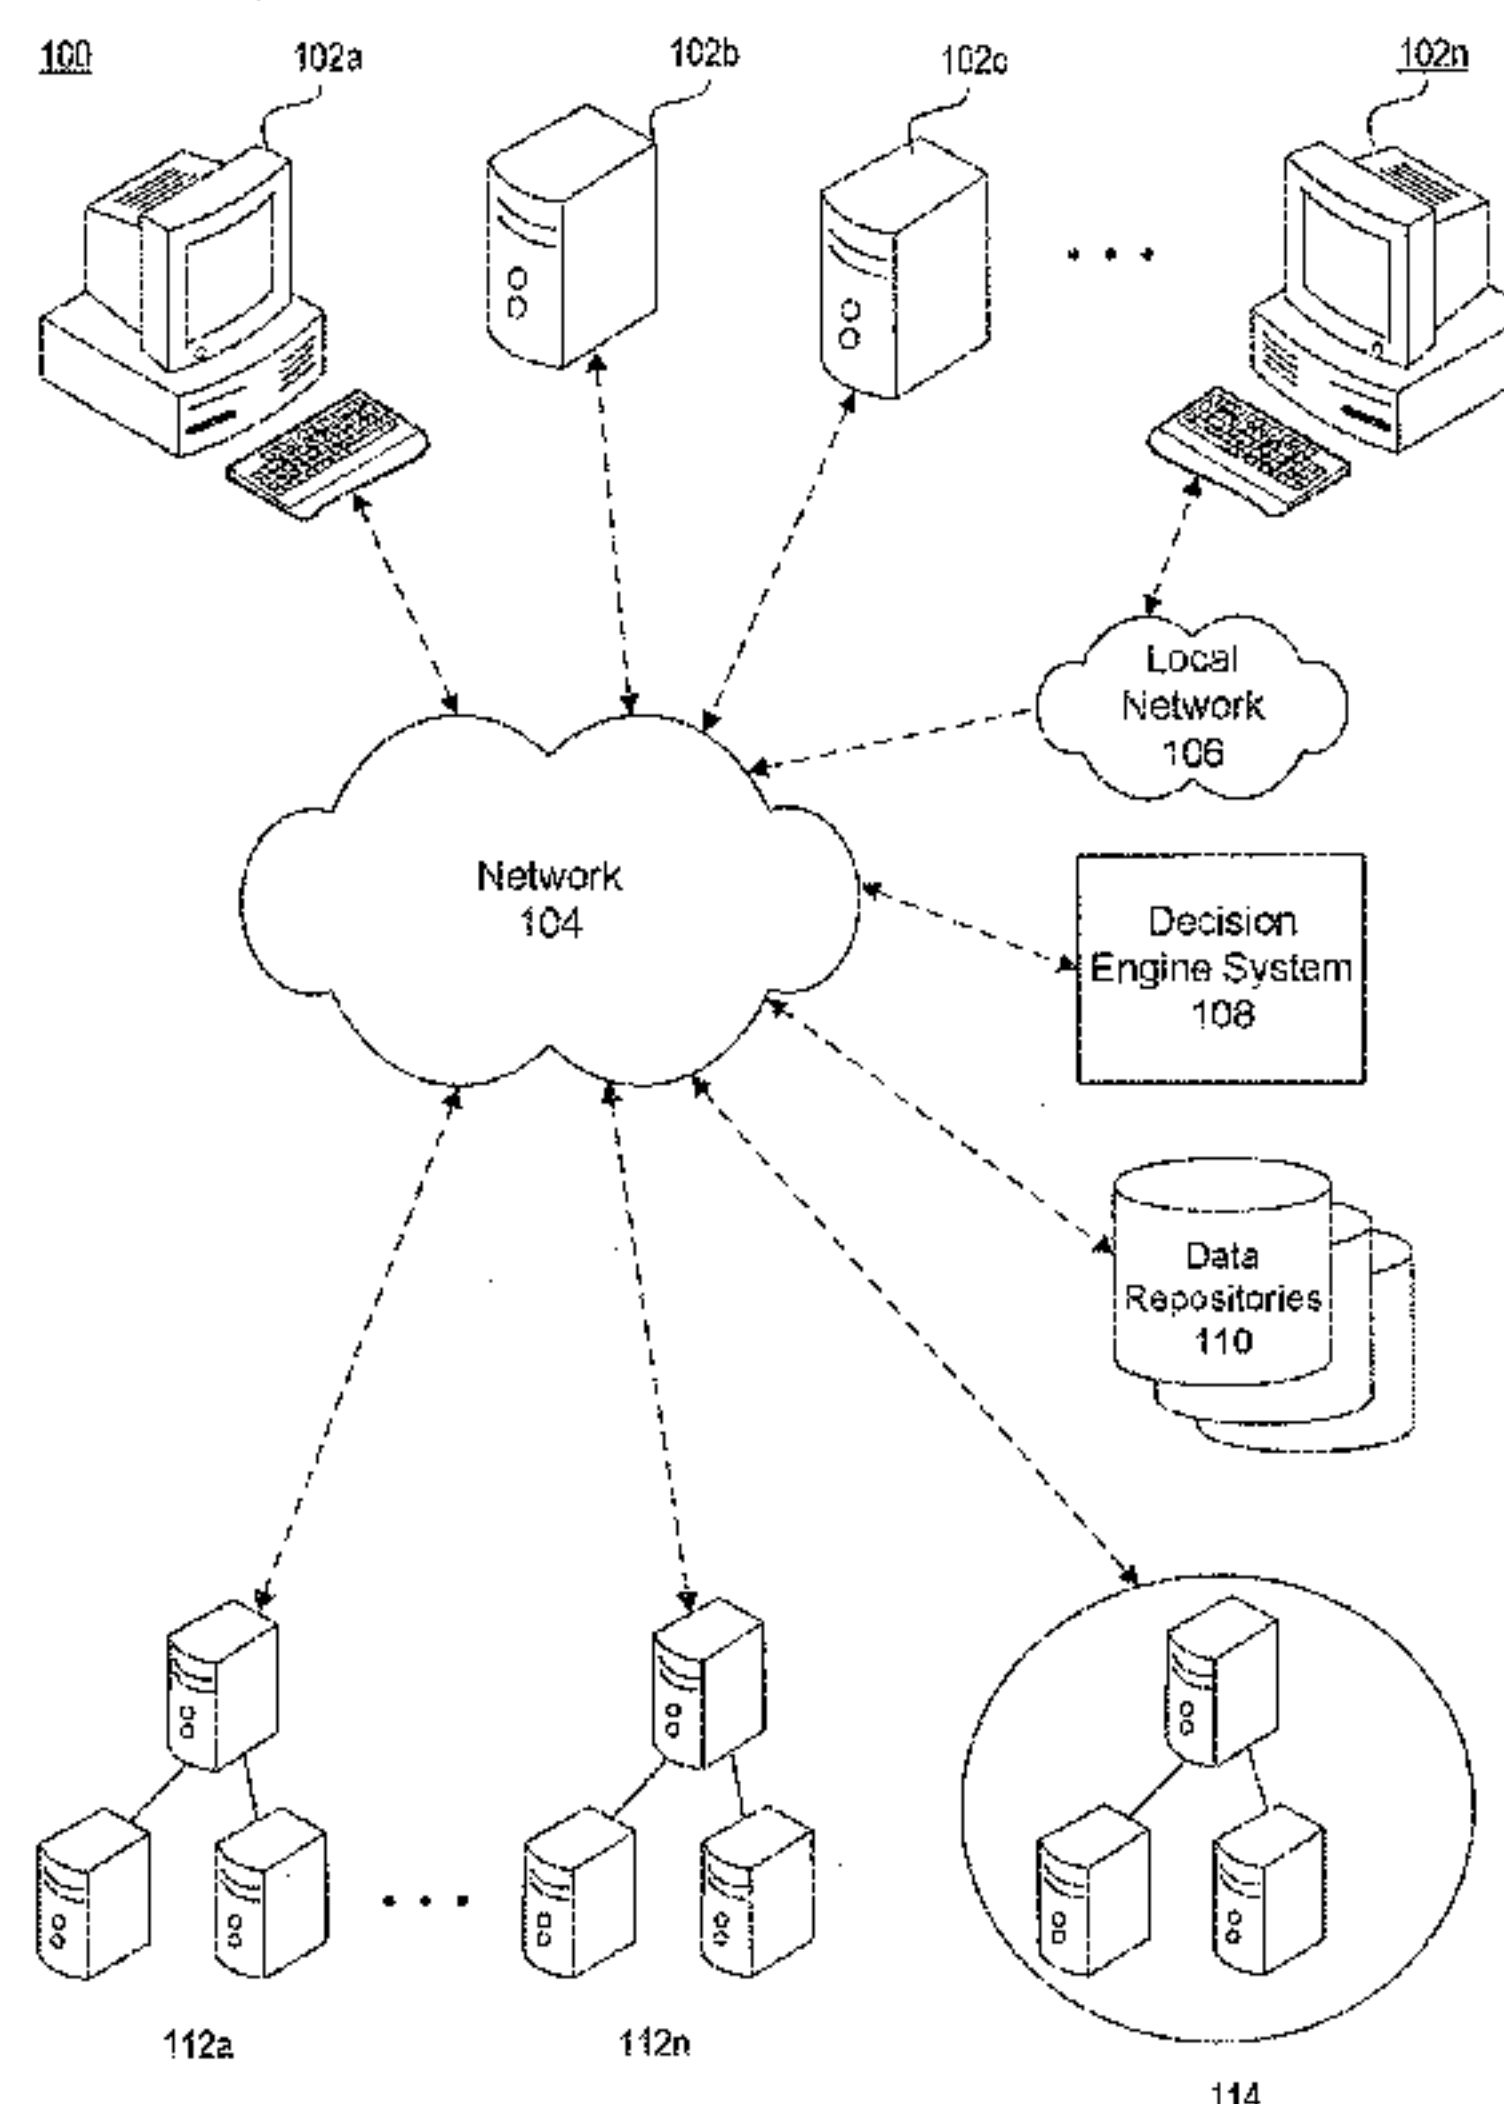 100
102a
102b
102c
102n
Local
Network
106
Network
104
Decision
Engine System
108
Data
Repositories
110
112a
112n
114